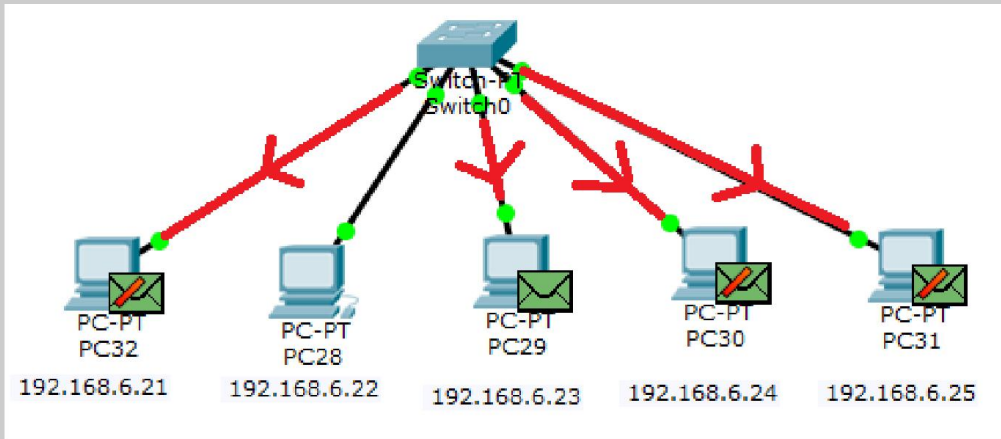 Switch-PT
Switch0
PC-PT
PC32
192.168.6.21
PC-PT
PC28
192.168.6.22
PC-PT
PC29
192.168.6.23
PC-PT
PC30
192.168.6.24
PC-PT
PC31
192.168.6.25